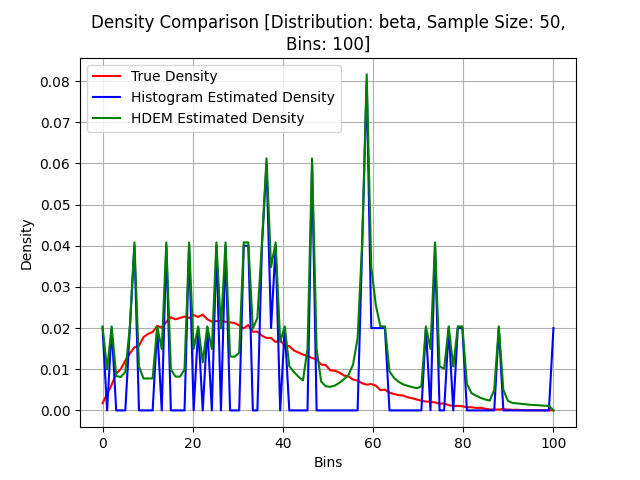 Density Comparison [Distribution: beta, Sample Size: 50,
Bins: 100]
True Density
Histogram Estimated Density
HDEM Estimated Density
Density
0.08
0.07
0.06
0.05
0.04
0.03
0.02
0.01
0.00
0 20 40 60 80 100
Bins